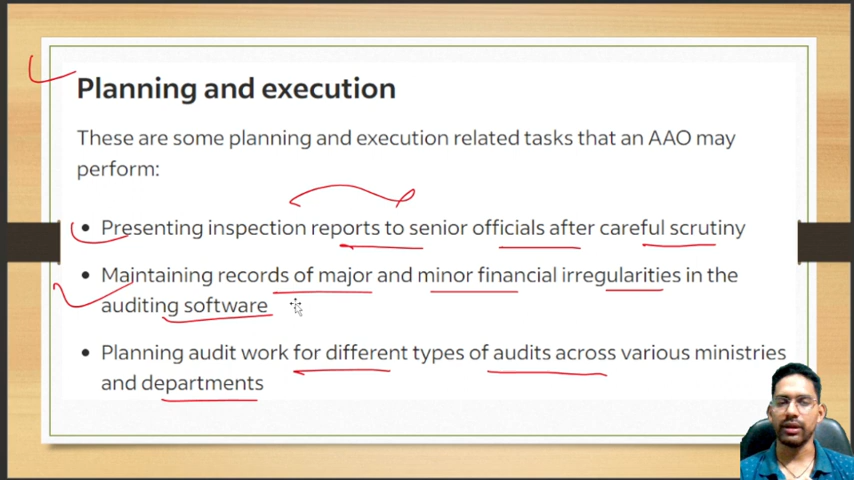 Planning and execution
These are some planning and execution related tasks that an AAO may
perform:
• Presenting inspection reports to senior officials after careful scrutiny
• Maintaining records of major and minor financial irregularities in the
auditing software
• Planning audit work for different types of audits across various ministries
and departments